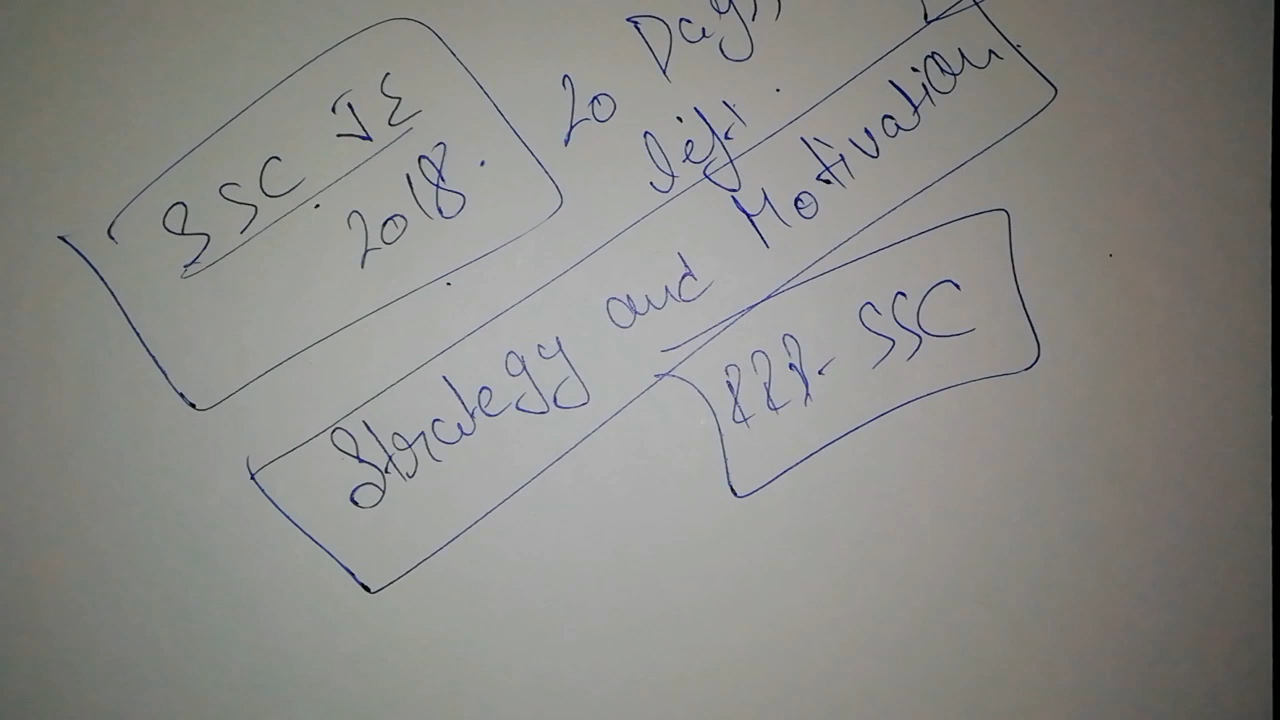 SSC JE
2018.
20 Days
left.
Strategy and Motivation
SSC